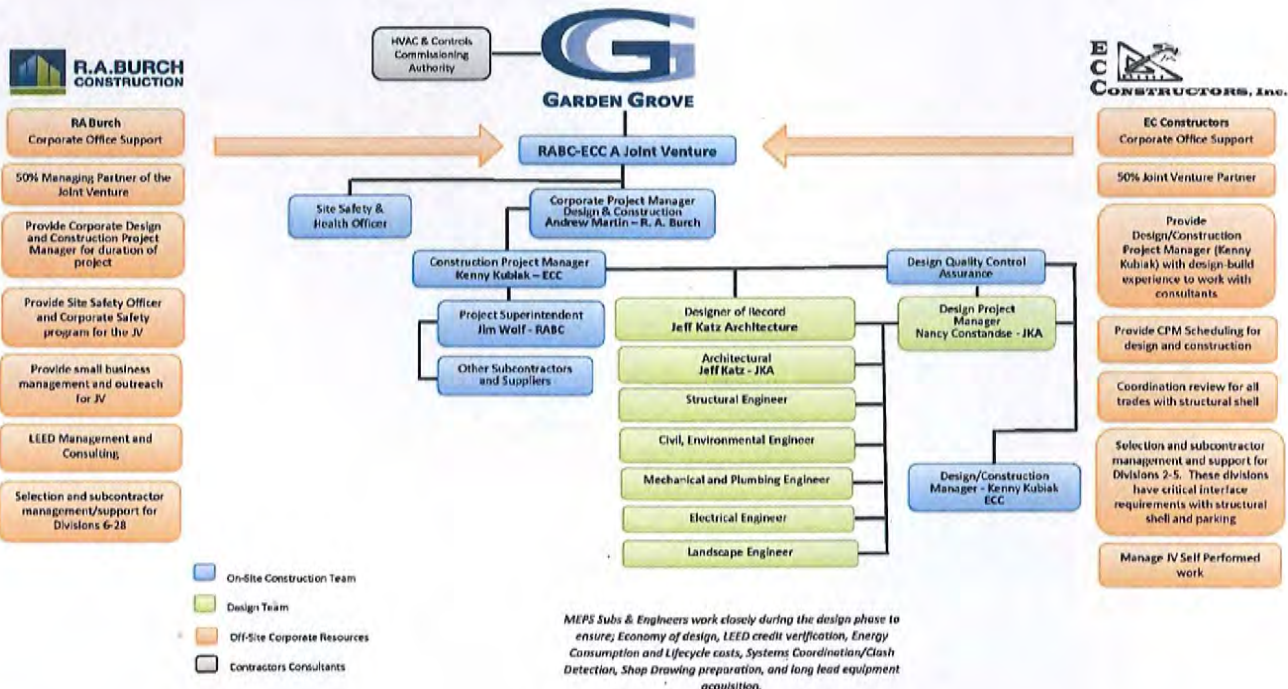 HVAC & Controls
Commissioning
Authority
GARDEN GROVE
R.A.BURCH
CONSTRUCTION
RA Burch
Corporate Office Support
50% Managing Partner of the
Joint Venture
Provide Corporate Design
and Construction Project
Manager for duration of
project
Provide Site Safety Officer
and Corporate Safety
program for the JV
Provide small business
management and outreach
for JV
LEED Management and
Consulting
Selection and subcontractor
management/support for
Divisions 6-28
RABC-ECC A Joint Venture
Site Safety &
Health Officer
Corporate Project Manager
Design & Construction
Andrew Martin – R. A. Burch
Construction Project Manager
Kenny Kubiak – ECC
Project Superintendent
Jim Wolf - RABC
Other Subcontractors
and Suppliers
Designer of Record
Jeff Katz Architecture
Architectural
Jeff Katz - JKA
Structural Engineer
Civil, Environmental Engineer
Mechanical and Plumbing Engineer
Electrical Engineer
Landscape Engineer
Design Quality Control
Assurance
Design Project
Manager
Nancy Constandse - JKA
Design/Construction
Manager - Kenny Kubiak
ECC
E
C
CONSTRUCTORS, Inc.
EC Constructors
Corporate Office Support
50% Joint Venture Partner
Provide
Design/Construction
Project Manager (Kenny
Kubiak) with design-build
experience to work with
consultants
Provide CPM Scheduling for
design and construction
Coordination review for all
trades with structural shell
Selection and subcontractor
management and support for
Divisions 2-5. These divisions
have critical interface
requirements with structural
shell and parking
Manage JV Self Performed
work
On-Site Construction Team
Design Team
Off-Site Corporate Resources
Contractors Consultants
MEPS Subs & Engineers work closely during the design phase to
ensure; Economy of design, LEED credit verification, Energy
Consumption and Lifecycle costs, Systems Coordination/Clash
Detection, Shop Drawing preparation, and long lead equipment
acquisition.